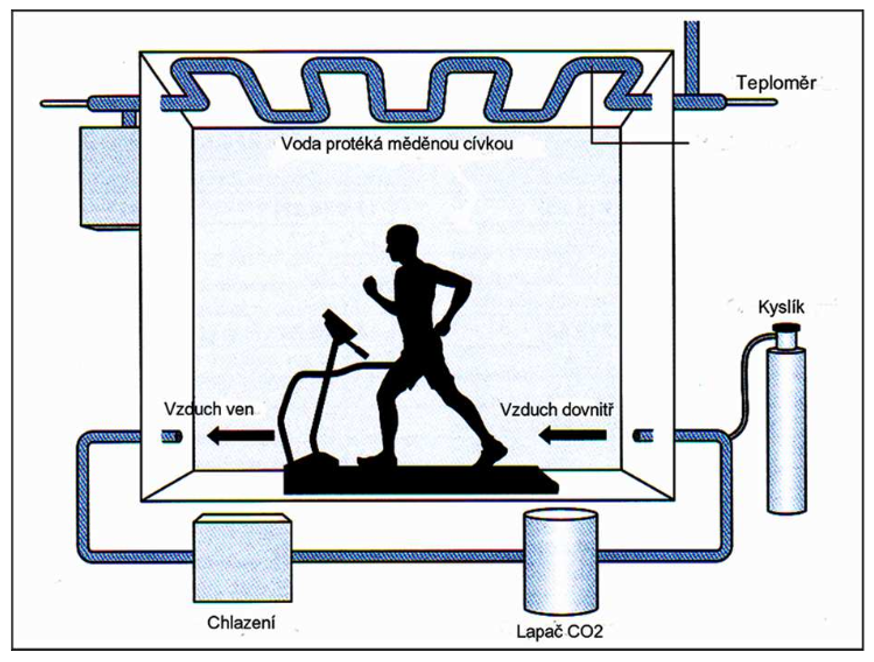 Teploměr
Voda protéká měděnou cívkou
Kyslík
Vzduch ven
Vzduch dovnitř
Chlazení
Lapač CO2